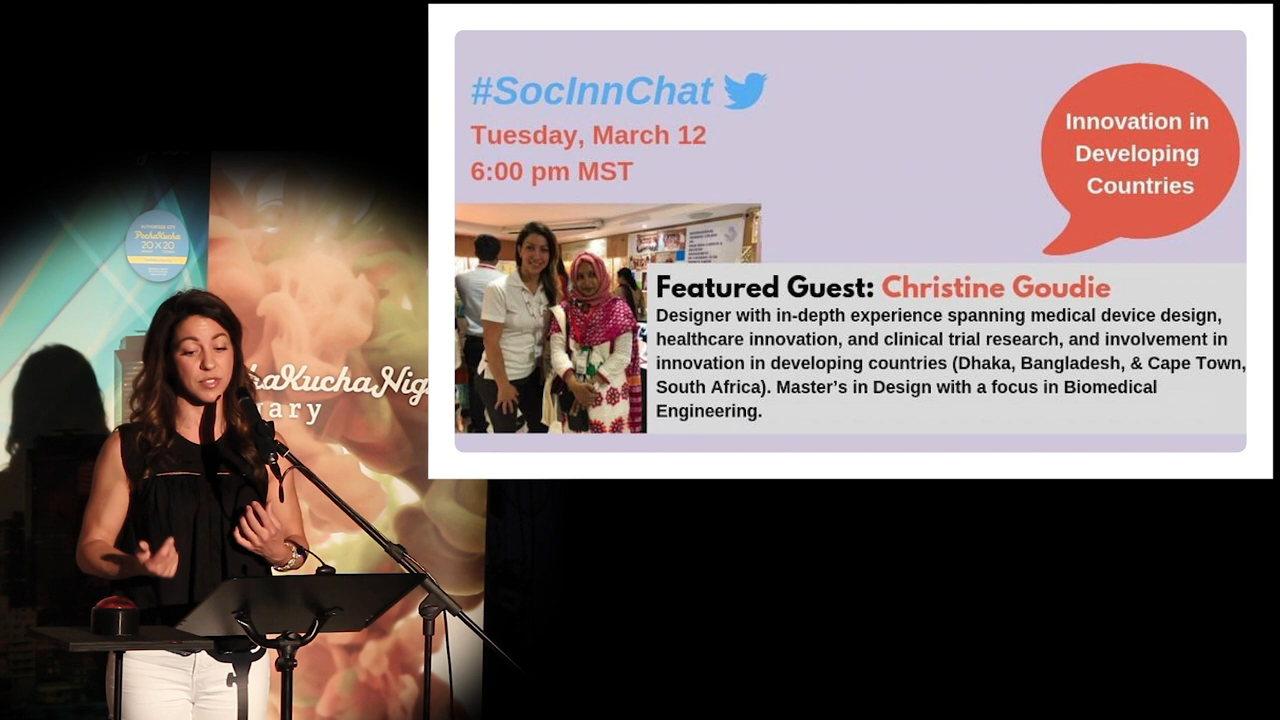 #SocInnChat
Tuesday, March 12
6:00 pm MST
Innovation in
Developing
Countries
Featured Guest: Christine Goudie
Designer with in-depth experience spanning medical device design,
healthcare innovation, and clinical trial research, and involvement in
innovation in developing countries (Dhaka, Bangladesh, & Cape Town,
South Africa). Master's in Design with a focus in Biomedical
Engineering.
PechaKucha
20X20
haKuchaNig
gary